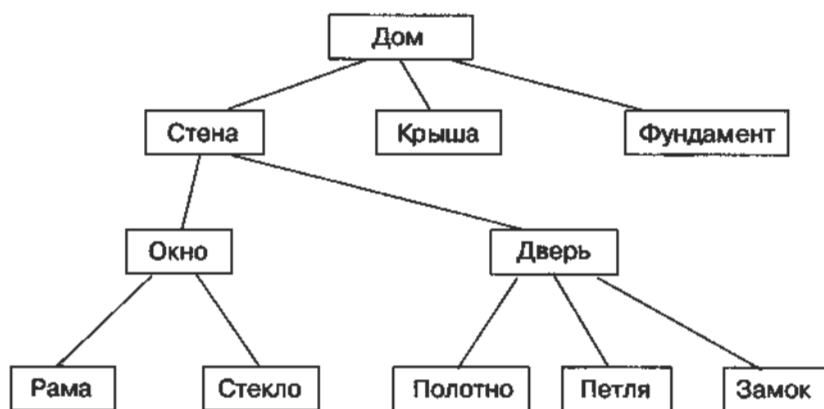 Дом
Стена
Крыша
Фундамент
Окно
Дверь
Рама
Стекло
Полотно
Петля
Замок